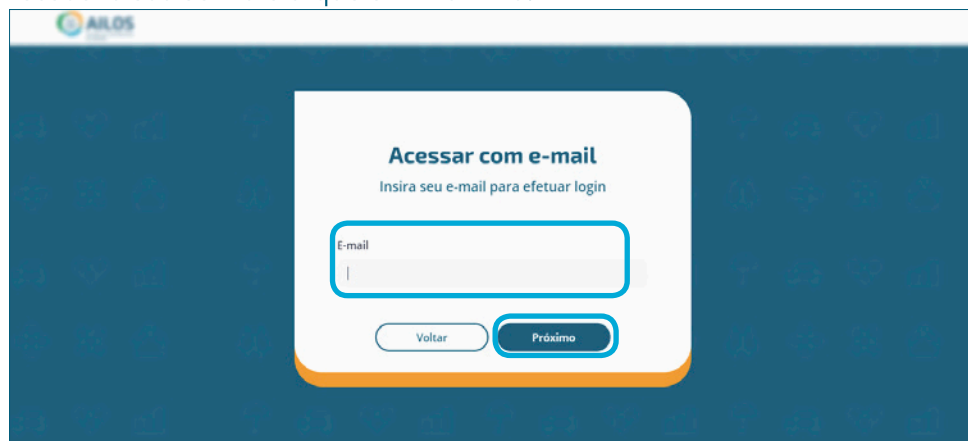 AILOS
Acessar com e-mail
Insira seu e-mail para efetuar login
E-mail
Voltar
Próximo